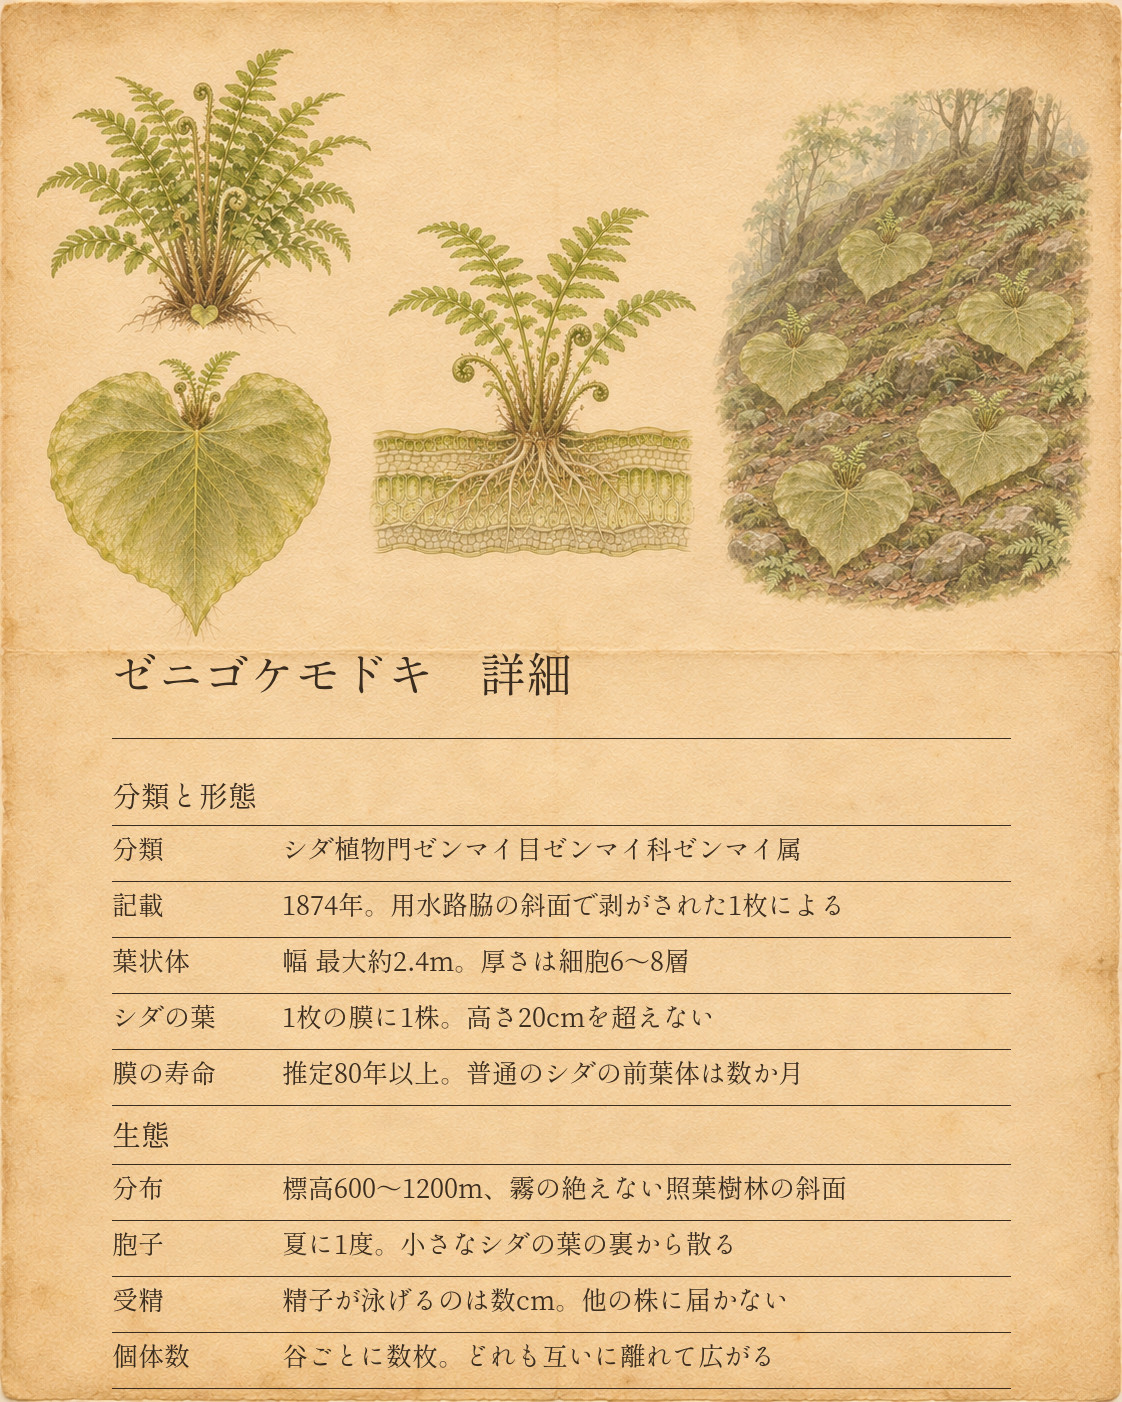 ゼニゴケモドキ　詳細
分類と形態
分類　シダ植物門ゼンマイ目ゼンマイ科ゼンマイ属
記載　1874年。用水路脇の斜面で剥がされた1枚による
葉状体　幅 最大約2.4m。厚さは細胞6〜8層
シダの葉　1枚の膜に1株。高さ20cmを超えない
膜の寿命　推定80年以上。普通のシダの前葉体は数か月
生態
分布　標高600〜1200m、霧の絶えない照葉樹林の斜面
胞子　夏に1度。小さなシダの葉の裏から散る
受精　精子が泳げるのは数cm。他の株に届かない
個体数　谷ごとに数枚。どれも互いに離れて広がる